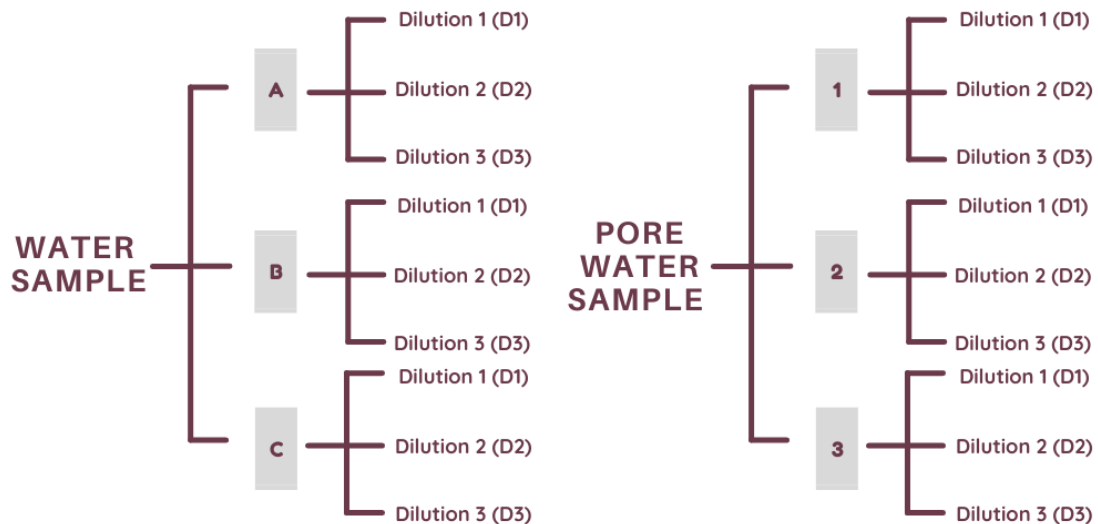 WATER
SAMPLE
A
Dilution 1 (D1)
Dilution 2 (D2)
Dilution 3 (D3)
B
Dilution 1 (D1)
Dilution 2 (D2)
Dilution 3 (D3)
C
Dilution 1 (D1)
Dilution 2 (D2)
Dilution 3 (D3)
PORE
WATER
SAMPLE
1
Dilution 1 (D1)
Dilution 2 (D2)
Dilution 3 (D3)
2
Dilution 1 (D1)
Dilution 2 (D2)
Dilution 3 (D3)
3
Dilution 1 (D1)
Dilution 2 (D2)
Dilution 3 (D3)